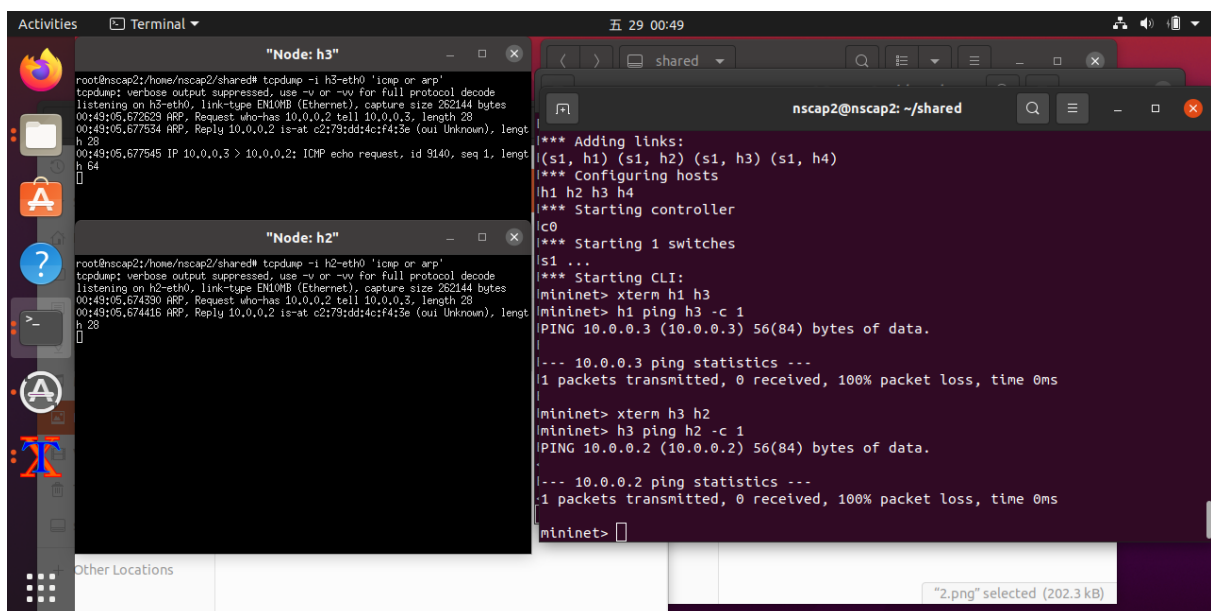 Activities
Terminal
五 29 00:49
"Node: h3"
root@nscap2:/home/nscap2/shared# tcpdump -i h3-eth0 'icmp or arp'
tcpdump: verbose output suppressed, use -v or -vv for full protocol decode
listening on h3-eth0, link-type EN10MB (Ethernet), capture size 262144 bytes
00:49:05.672629 ARP, Request who-has 10.0.0.2 tell 10.0.0.3, length 28
00:49:05.677534 ARP, Reply 10.0.0.2 is-at c2:79:dd:4c:f4:3e (oui Unknown), lengt
h 28
00:49:05.677545 IP 10.0.0.3 > 10.0.0.2: ICMP echo request, id 9140, seq 1, lengt
h 64
"Node: h2"
root@nscap2:/home/nscap2/shared# tcpdump -i h2-eth0 'icmp or arp'
tcpdump: verbose output suppressed, use -v or -vv for full protocol decode
listening on h2-eth0, link-type EN10MB (Ethernet), capture size 262144 bytes
00:49:05.674390 ARP, Request who-has 10.0.0.2 tell 10.0.0.3, length 28
00:49:05.674416 ARP, Reply 10.0.0.2 is-at c2:79:dd:4c:f4:3e (oui Unknown), lengt
h 28
shared
nscap2@nscap2: ~/shared
*** Adding links:
(s1, h1) (s1, h2) (s1, h3) (s1, h4)
*** Configuring hosts
h1 h2 h3 h4
*** Starting controller
c0
*** Starting 1 switches
s1 ...
*** Starting CLI:
mininet> xterm h1 h3
mininet> h1 ping h3 -c 1
PING 10.0.0.3 (10.0.0.3) 56(84) bytes of data.
--- 10.0.0.3 ping statistics ---
1 packets transmitted, 0 received, 100% packet loss, time 0ms
mininet> xterm h3 h2
mininet> h3 ping h2 -c 1
PING 10.0.0.2 (10.0.0.2) 56(84) bytes of data.
--- 10.0.0.2 ping statistics ---
1 packets transmitted, 0 received, 100% packet loss, time 0ms
mininet>
+ Other Locations
"2.png" selected (202.3 kB)